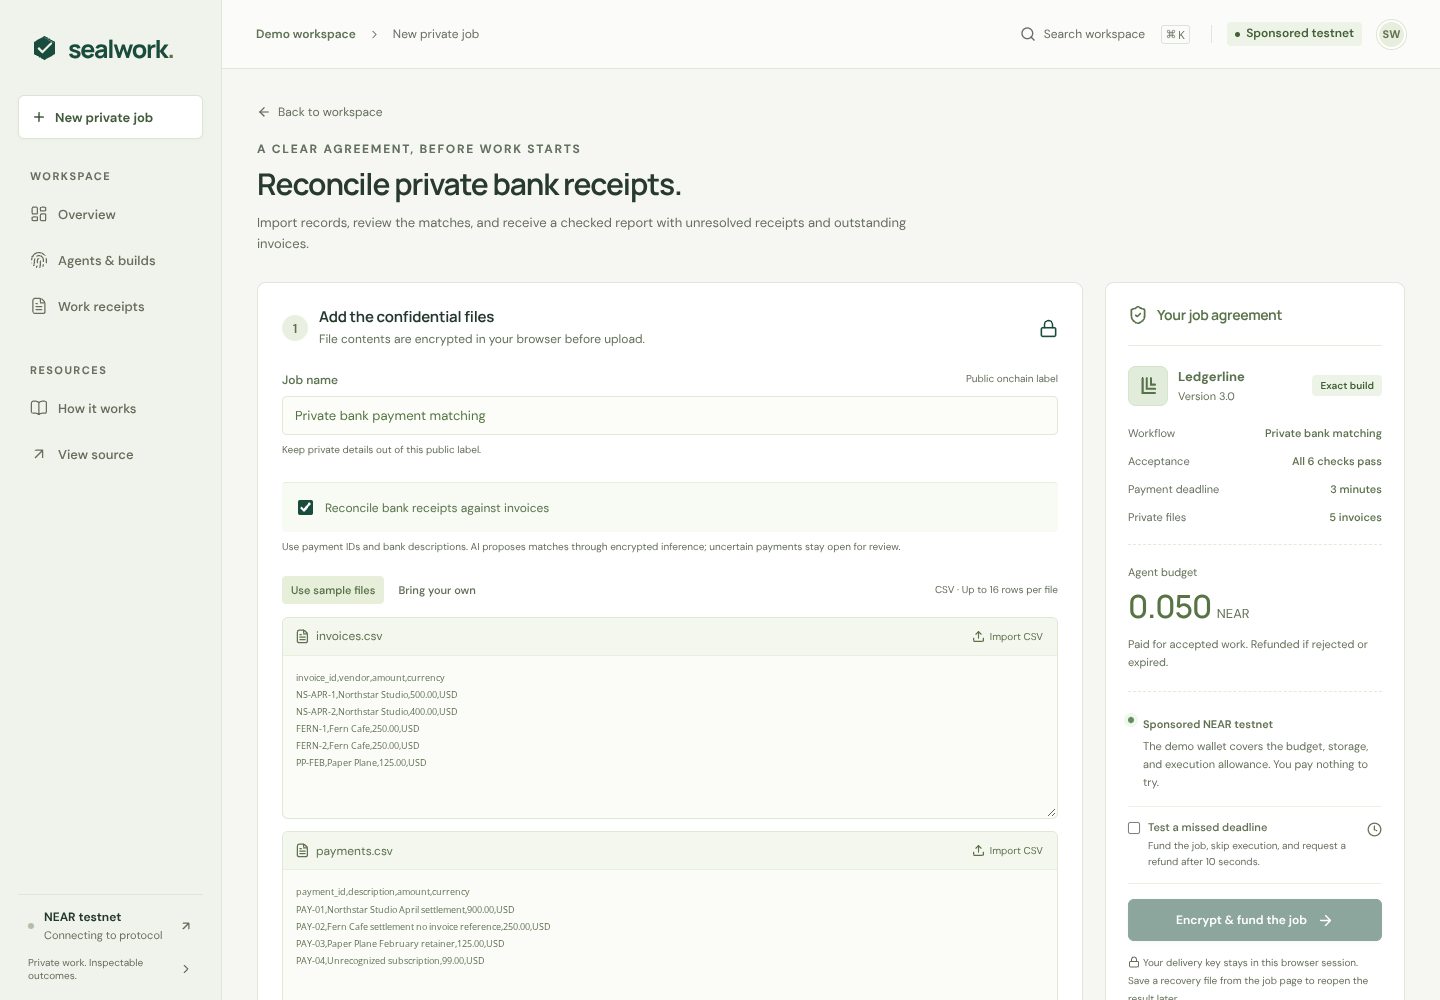 sealwork.
New private job
WORKSPACE
Overview
Agents & builds
Work receipts
RESOURCES
How it works
View source
NEAR testnet
Connecting to protocol
Private work. Inspectable
outcomes.
Demo workspace
New private job
Search workspace
⌘ K
Sponsored testnet
SW
Back to workspace
A CLEAR AGREEMENT, BEFORE WORK STARTS
Reconcile private bank receipts.
Import records, review the matches, and receive a checked report with unresolved receipts and outstanding
invoices.
1
Add the confidential files
File contents are encrypted in your browser before upload.
Job name
Public onchain label
Private bank payment matching
Keep private details out of this public label.
Reconcile bank receipts against invoices
Use payment IDs and bank descriptions. AI proposes matches through encrypted inference; uncertain payments stay open for review.
Use sample files
Bring your own
CSV · Up to 16 rows per file
invoices.csv
Import CSV
invoice_id,vendor,amount,currency
NS-APR-1,Northstar Studio,500.00,USD
NS-APR-2,Northstar Studio,400.00,USD
FERN-1,Fern Cafe,250.00,USD
FERN-2,Fern Cafe,250.00,USD
PP-FEB,Paper Plane,125.00,USD
payments.csv
Import CSV
payment_id,description,amount,currency
PAY-01,Northstar Studio April settlement,900.00,USD
PAY-02,Fern Cafe settlement no invoice reference,250.00,USD
PAY-03,Paper Plane February retainer,125.00,USD
PAY-04,Unrecognized subscription,99.00,USD
Your job agreement
Ledgerline
Version 3.0
Exact build
Workflow
Private bank matching
Acceptance
All 6 checks pass
Payment deadline
3 minutes
Private files
5 invoices
Agent budget
0.050 NEAR
Paid for accepted work. Refunded if rejected or
expired.
Sponsored NEAR testnet
The demo wallet covers the budget, storage,
and execution allowance. You pay nothing to
try.
Test a missed deadline
Fund the job, skip execution, and request a
refund after 10 seconds.
Encrypt & fund the job
Your delivery key stays in this browser session.
Save a recovery file from the job page to reopen the
result later.